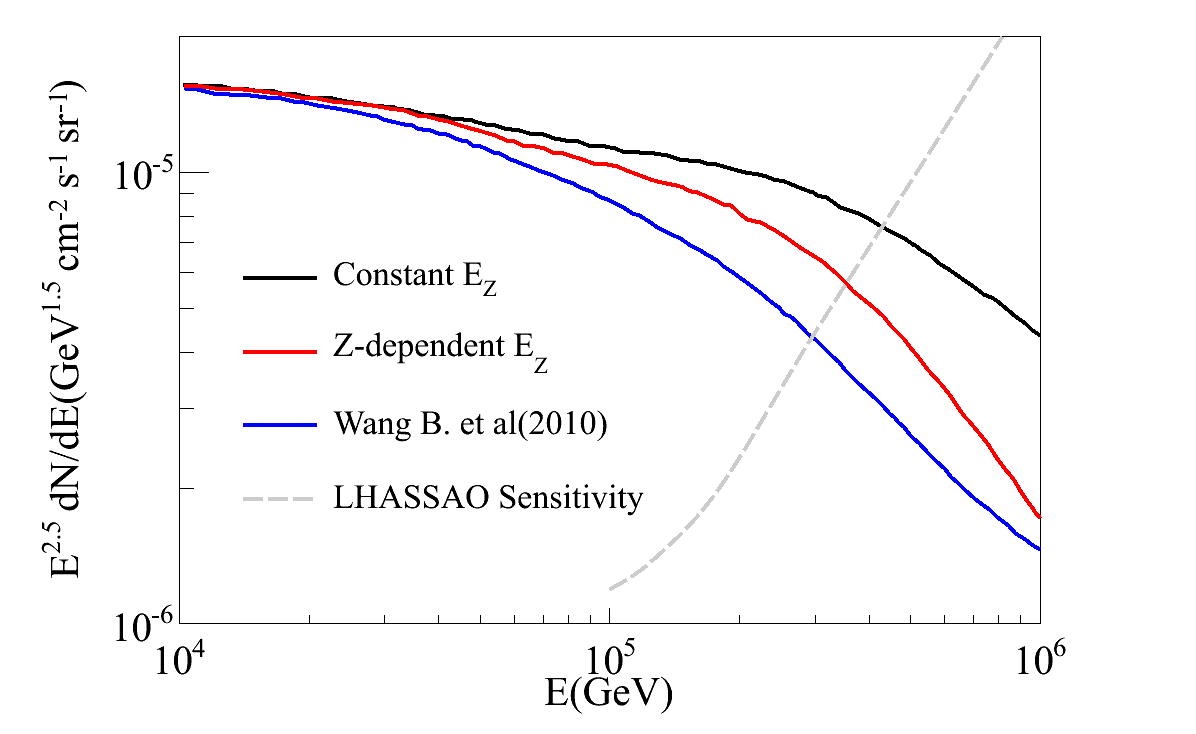 E^2.5 dN/dE(GeV^1.5 cm^-2 s^-1 sr^-1)
10^-5
10^-6
Constant E_Z
Z-dependent E_Z
Wang B. et al(2010)
LHASSAO Sensitivity
10^4 10^5 10^6
E(GeV)